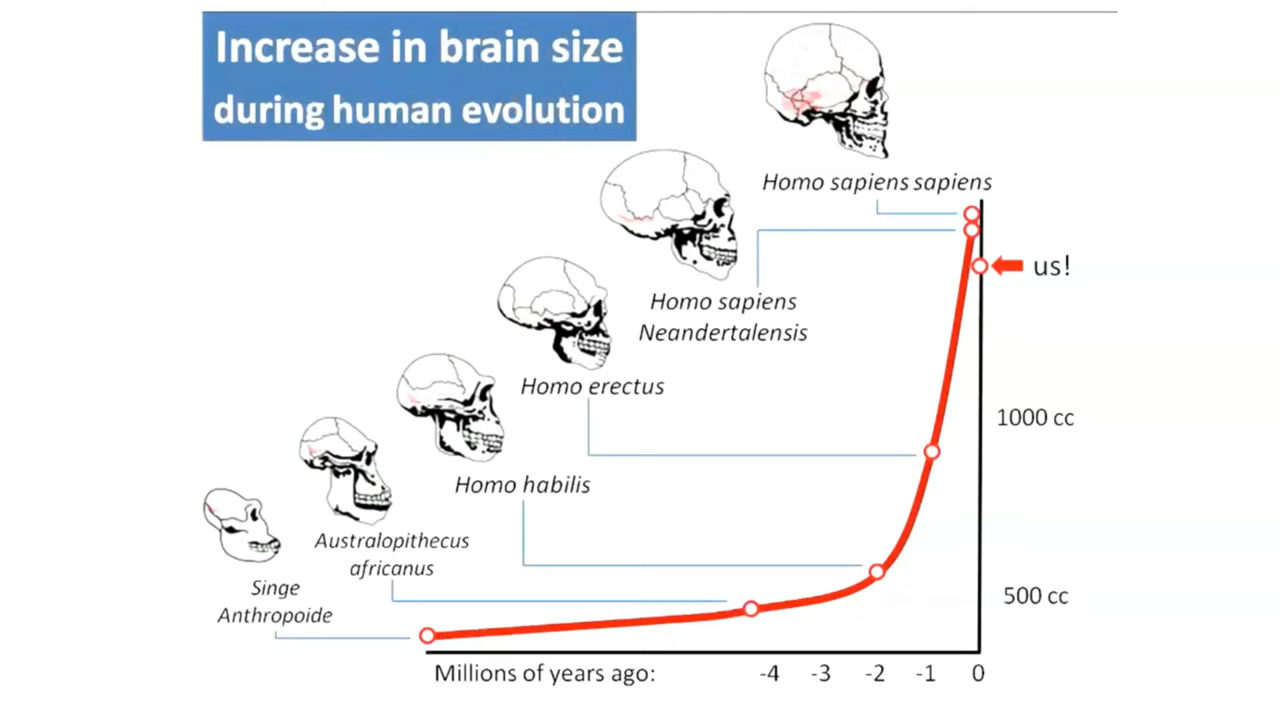 Increase in brain size
during human evolution
Homo sapiens sapiens
us!
Homo sapiens
Neandertalensis
Homo erectus
1000 cc
Homo habilis
Australopithecus
africanus
Singe
Anthropoide
500 cc
Millions of years ago: -4 -3 -2 -1 0